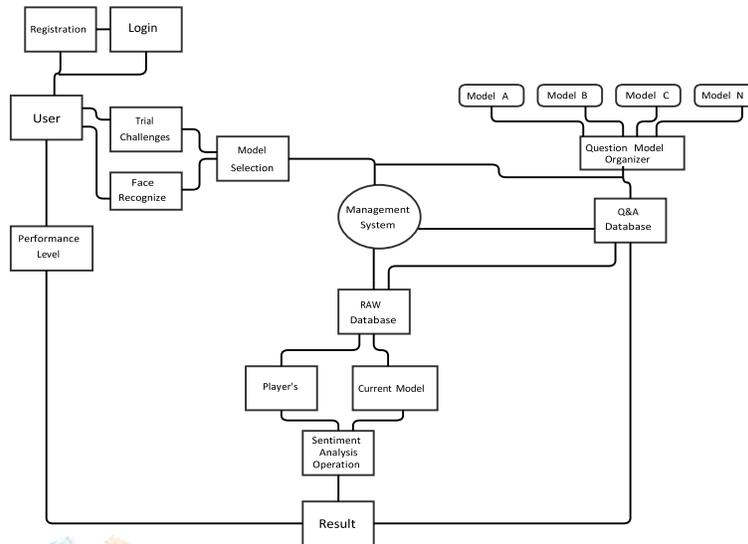 Registration
Login
Model A
Model B
Model C
Model N
User
Trial
Challenges
Model
Selection
Question Model
Organizer
Face
Recognize
Management
System
Q&A
Database
Performance
Level
RAW
Database
Player's
Current Model
Sentiment
Analysis
Operation
Result